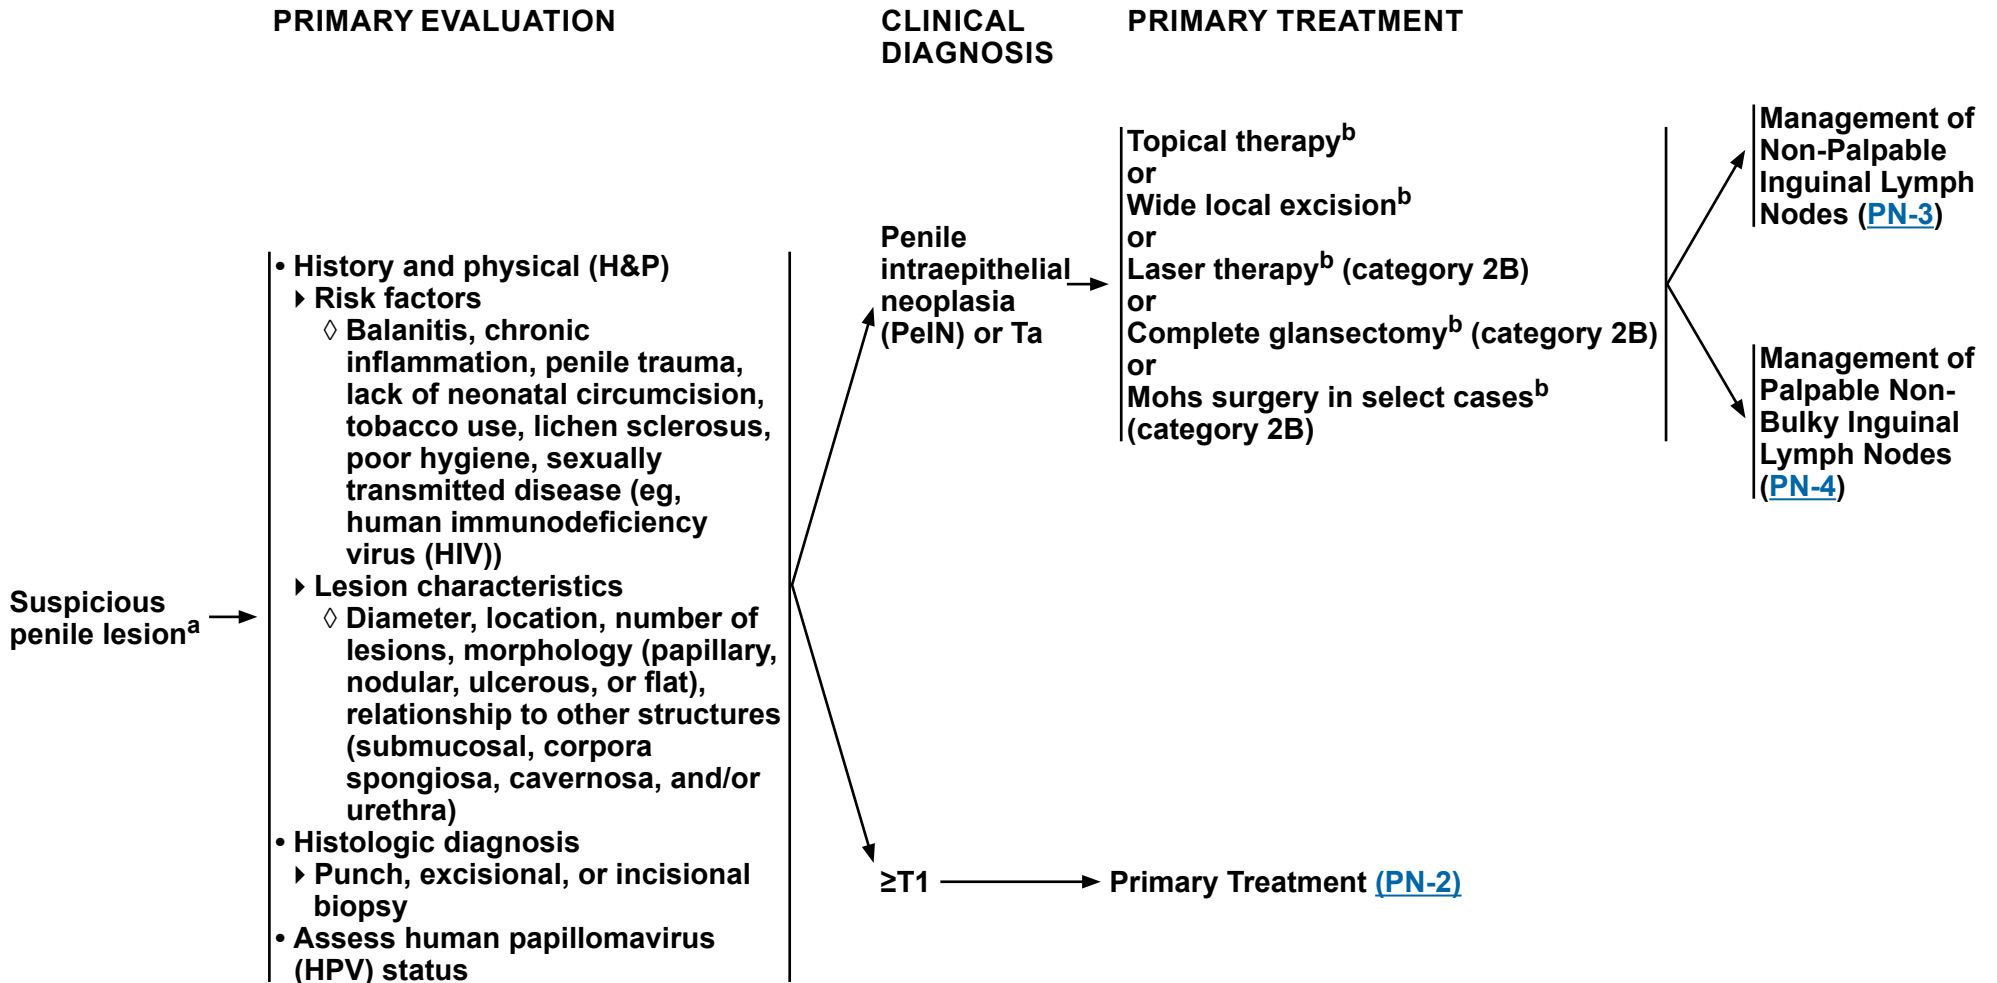 PRIMARY EVALUATION
CLINICAL
DIAGNOSIS
PRIMARY TREATMENT
Suspicious
penile lesionᵃ
• History and physical (H&P)
▸ Risk factors
◊ Balanitis, chronic
inflammation, penile trauma,
lack of neonatal circumcision,
tobacco use, lichen sclerosus,
poor hygiene, sexually
transmitted disease (eg,
human immunodeficiency
virus (HIV))
▸ Lesion characteristics
◊ Diameter, location, number of
lesions, morphology (papillary,
nodular, ulcerous, or flat),
relationship to other structures
(submucosal, corpora
spongiosa, cavernosa, and/or
urethra)
• Histologic diagnosis
▸ Punch, excisional, or incisional
biopsy
• Assess human papillomavirus
(HPV) status
Penile
intraepithelial
neoplasia
(PeIN) or Ta
Topical therapyᵇ
or
Wide local excisionᵇ
or
Laser therapyᵇ (category 2B)
or
Complete glansectomyᵇ (category 2B)
or
Mohs surgery in select casesᵇ
(category 2B)
Management of
Non-Palpable
Inguinal Lymph
Nodes (PN-3)
Management of
Palpable Non-
Bulky Inguinal
Lymph Nodes
(PN-4)
≥T1
Primary Treatment (PN-2)